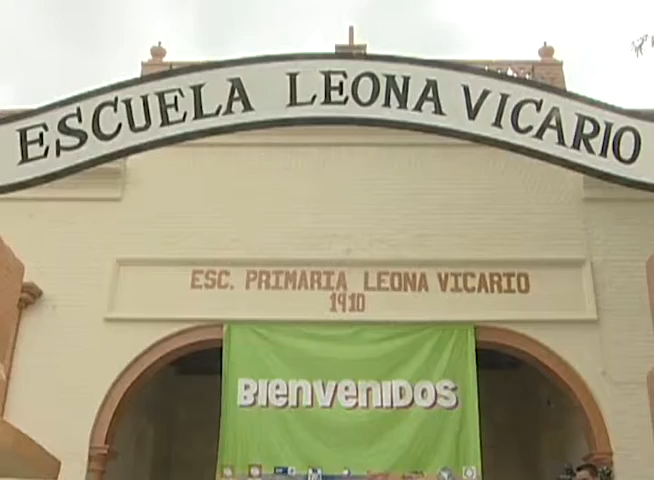 ESCUELA LEONA VICARIO
ESC. PRIMARIA LEONA VICARIO
1910
BIENVENIDOS